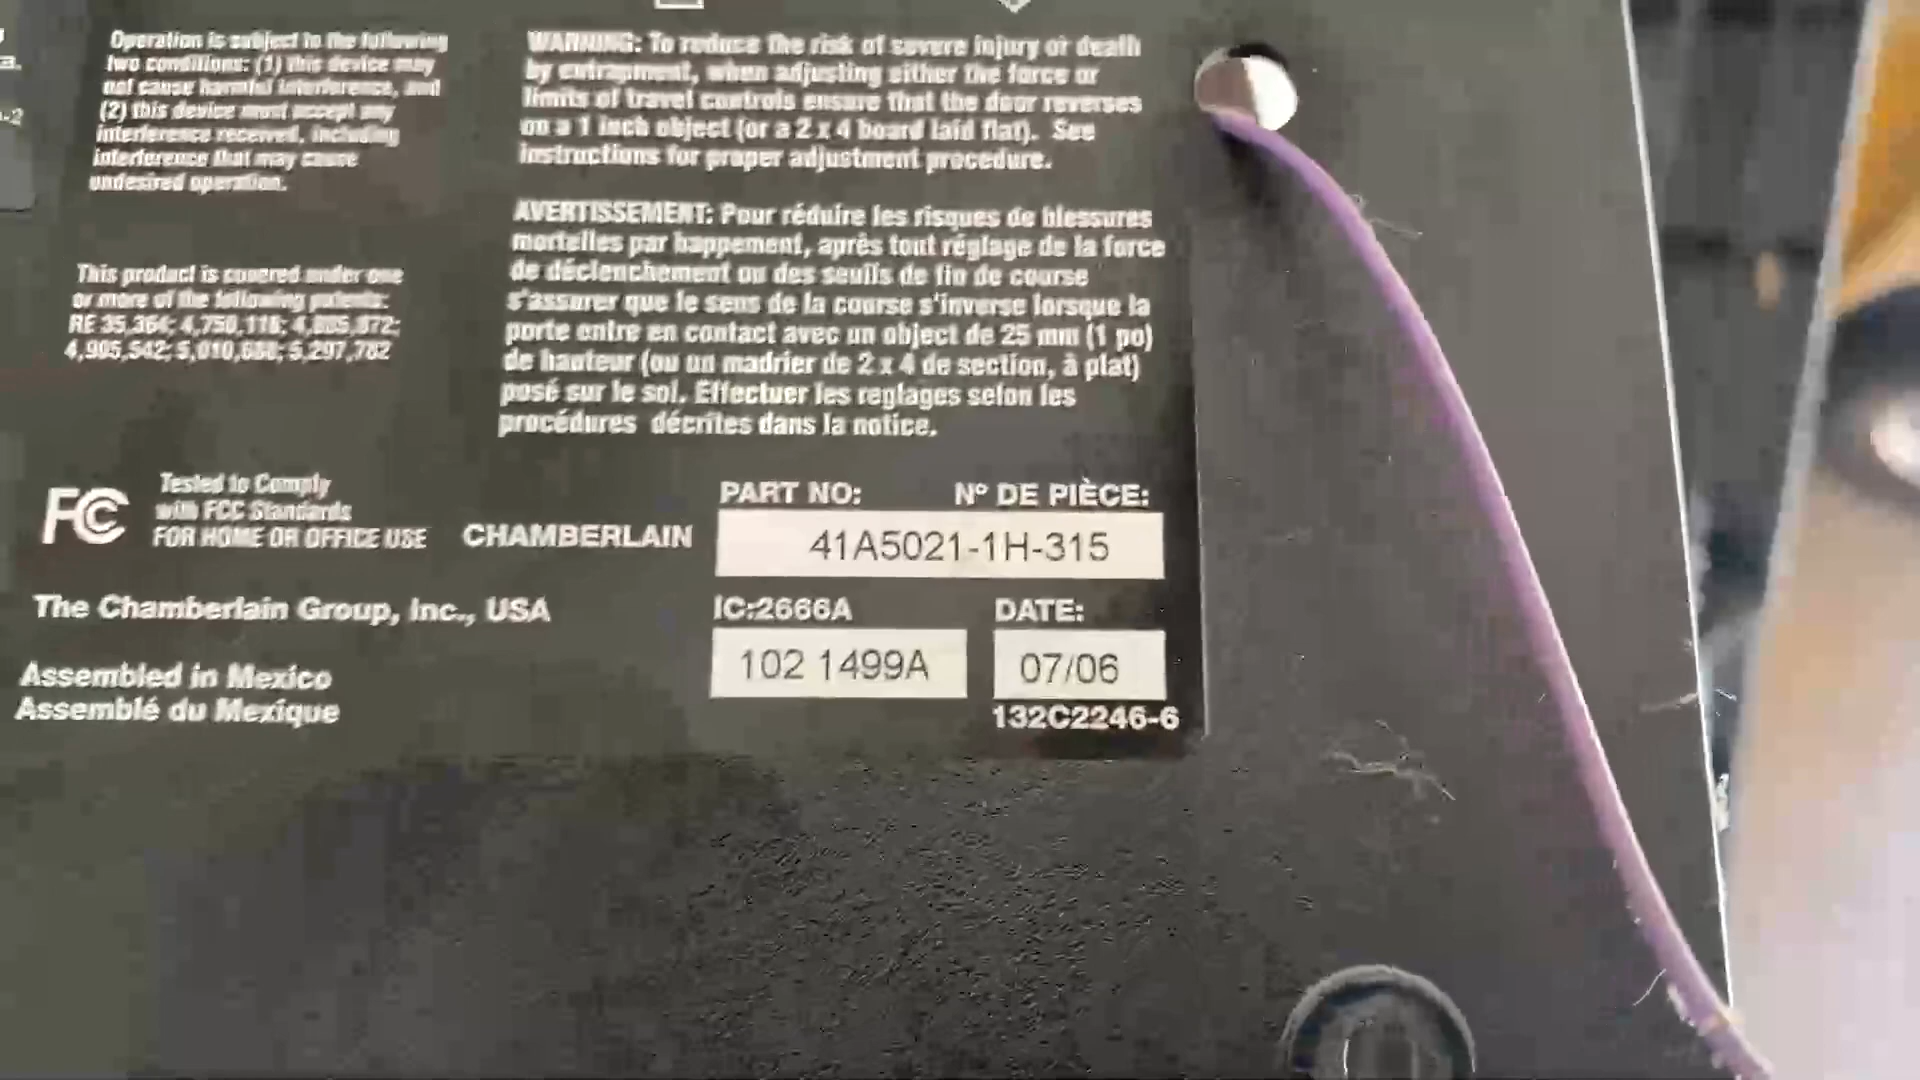 Operation is subject to the following
two conditions: (1) this device may
not cause harmful interference, and
(2) this device must accept any
interference received, including
interference that may cause
undesired operation.
This product is covered under one
or more of the following patents:
RE 35,364; 4,750,118;
4,905,542; 5,010,688; 5,297,782
WARNING: To reduce the risk of severe injury or death
by entrapment, when adjusting either the force or
limits of travel controls ensure that the door reverses
on a 1 inch object (or a 2 x 4 board laid flat). See
instructions for proper adjustment procedure.
AVERTISSEMENT: Pour réduire les risques de blessures
mortelles par happement, après tout réglage de la force
de déclenchement ou des seuils de fin de course
s'assurer que le sens de la course s'inverse lorsque la
porte entre en contact avec un object de 25 mm (1 po)
de hauteur (ou un madrier de 2 x 4 de section, à plat)
posé sur le sol. Effectuer les reglages selon les
procédures décrites dans la notice.
FC
Tested to Comply
with FCC Standards
FOR HOME OR OFFICE USE
CHAMBERLAIN
PART NO: Nº DE PIÈCE:
41A5021-1H-315
The Chamberlain Group, Inc., USA
IC:2666A DATE:
102 1499A 07/06
132C2246-6
Assembled in Mexico
Assemblé du Mexique